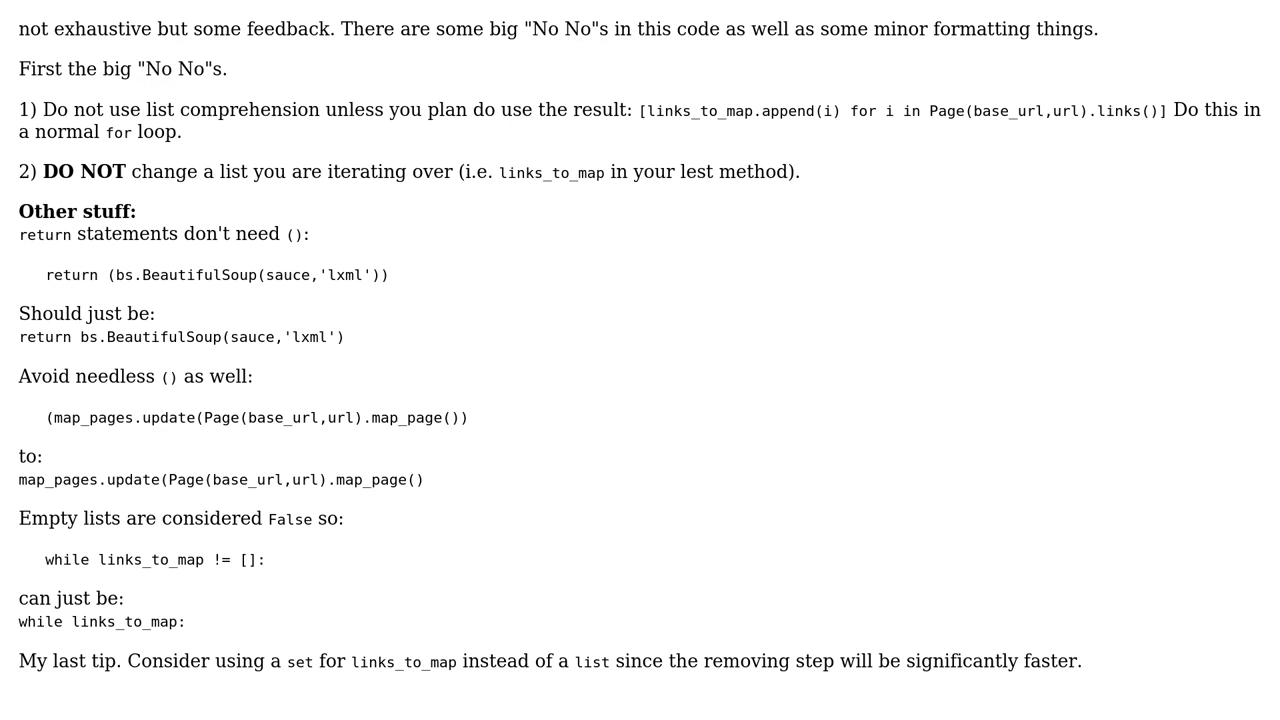 not exhaustive but some feedback. There are some big "No No"s in this code as well as some minor formatting things.
First the big "No No"s.
1) Do not use list comprehension unless you plan do use the result: [links_to_map.append(i) for i in Page(base_url,url).links()] Do this in
a normal for loop.
2) DO NOT change a list you are iterating over (i.e. links_to_map in your lest method).
Other stuff:
return statements don't need ():
return (bs.BeautifulSoup(sauce,'lxml'))
Should just be:
return bs.BeautifulSoup(sauce,'lxml')
Avoid needless () as well:
(map_pages.update(Page(base_url,url).map_page())
to:
map_pages.update(Page(base_url,url).map_page()
Empty lists are considered False so:
while links_to_map != []:
can just be:
while links_to_map:
My last tip. Consider using a set for links_to_map instead of a list since the removing step will be significantly faster.